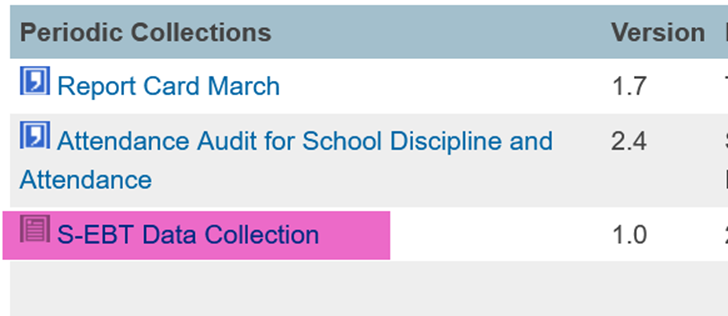 Periodic Collections Version
Report Card March 1.7
Attendance Audit for School Discipline and 2.4
Attendance
S-EBT Data Collection 1.0